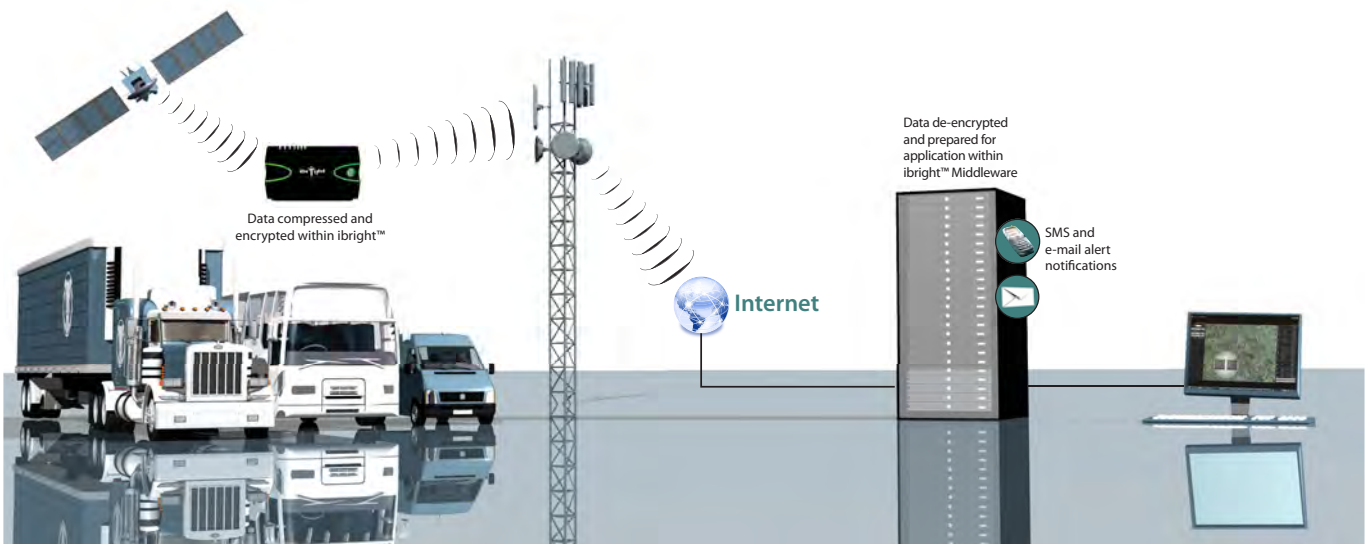 Data compressed and
encrypted within ibright™
Internet
Data de-encrypted
and prepared for
application within
ibright™ Middleware
SMS and
e-mail alert
notifications